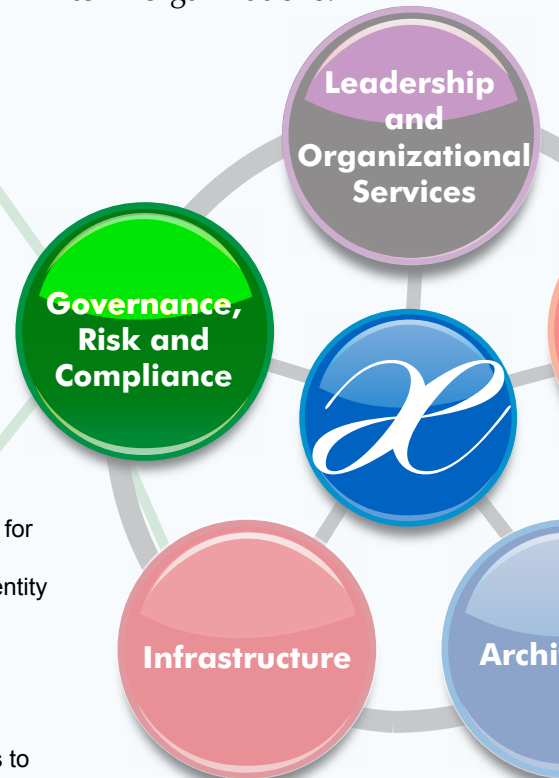 Leadership
and
Organizational
Services
Governance,
Risk and
Compliance
for
entity
Infrastructure
Archi
s to